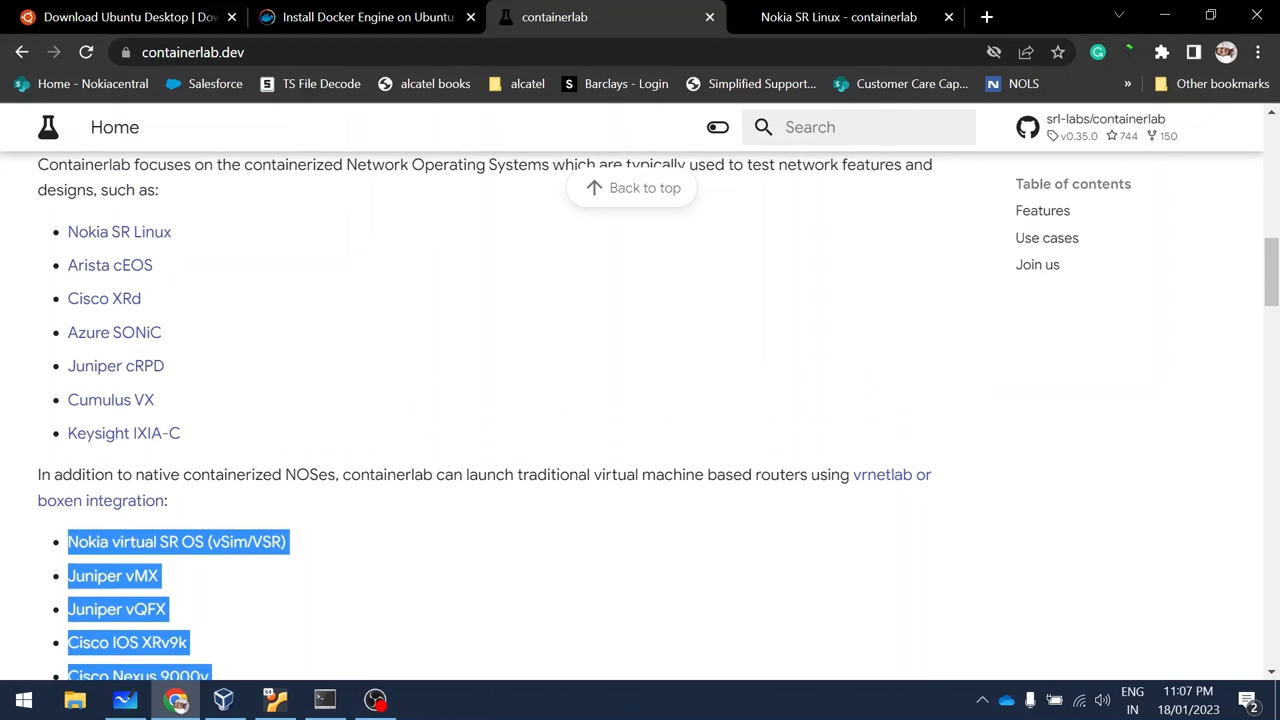 Download Ubuntu Desktop | Dow
Install Docker Engine on Ubuntu
containerlab
Nokia SR Linux - containerlab
containerlab.dev
Home - Nokiacentral
Salesforce
TS File Decode
alcatel books
alcatel
Barclays - Login
Simplified Support...
Customer Care Cap...
NOLS
»
Other bookmarks
Home
Search
srl-labs/containerlab
v0.35.0 744 150
Containerlab focuses on the containerized Network Operating Systems which are typically used to test network features and
designs, such as:
Back to top
Table of contents
Features
Use cases
Join us
• Nokia SR Linux
• Arista cEOS
• Cisco XRd
• Azure SONiC
• Juniper cRPD
• Cumulus VX
• Keysight IXIA-C
In addition to native containerized NOSes, containerlab can launch traditional virtual machine based routers using vrnetlab or
boxen integration:
• Nokia virtual SR OS (vSim/VSR)
• Juniper vMX
• Juniper vQFX
• Cisco IOS XRv9k
• Cisco Nexus 9000v
64
ENG
IN
11:07 PM
18/01/2023
2